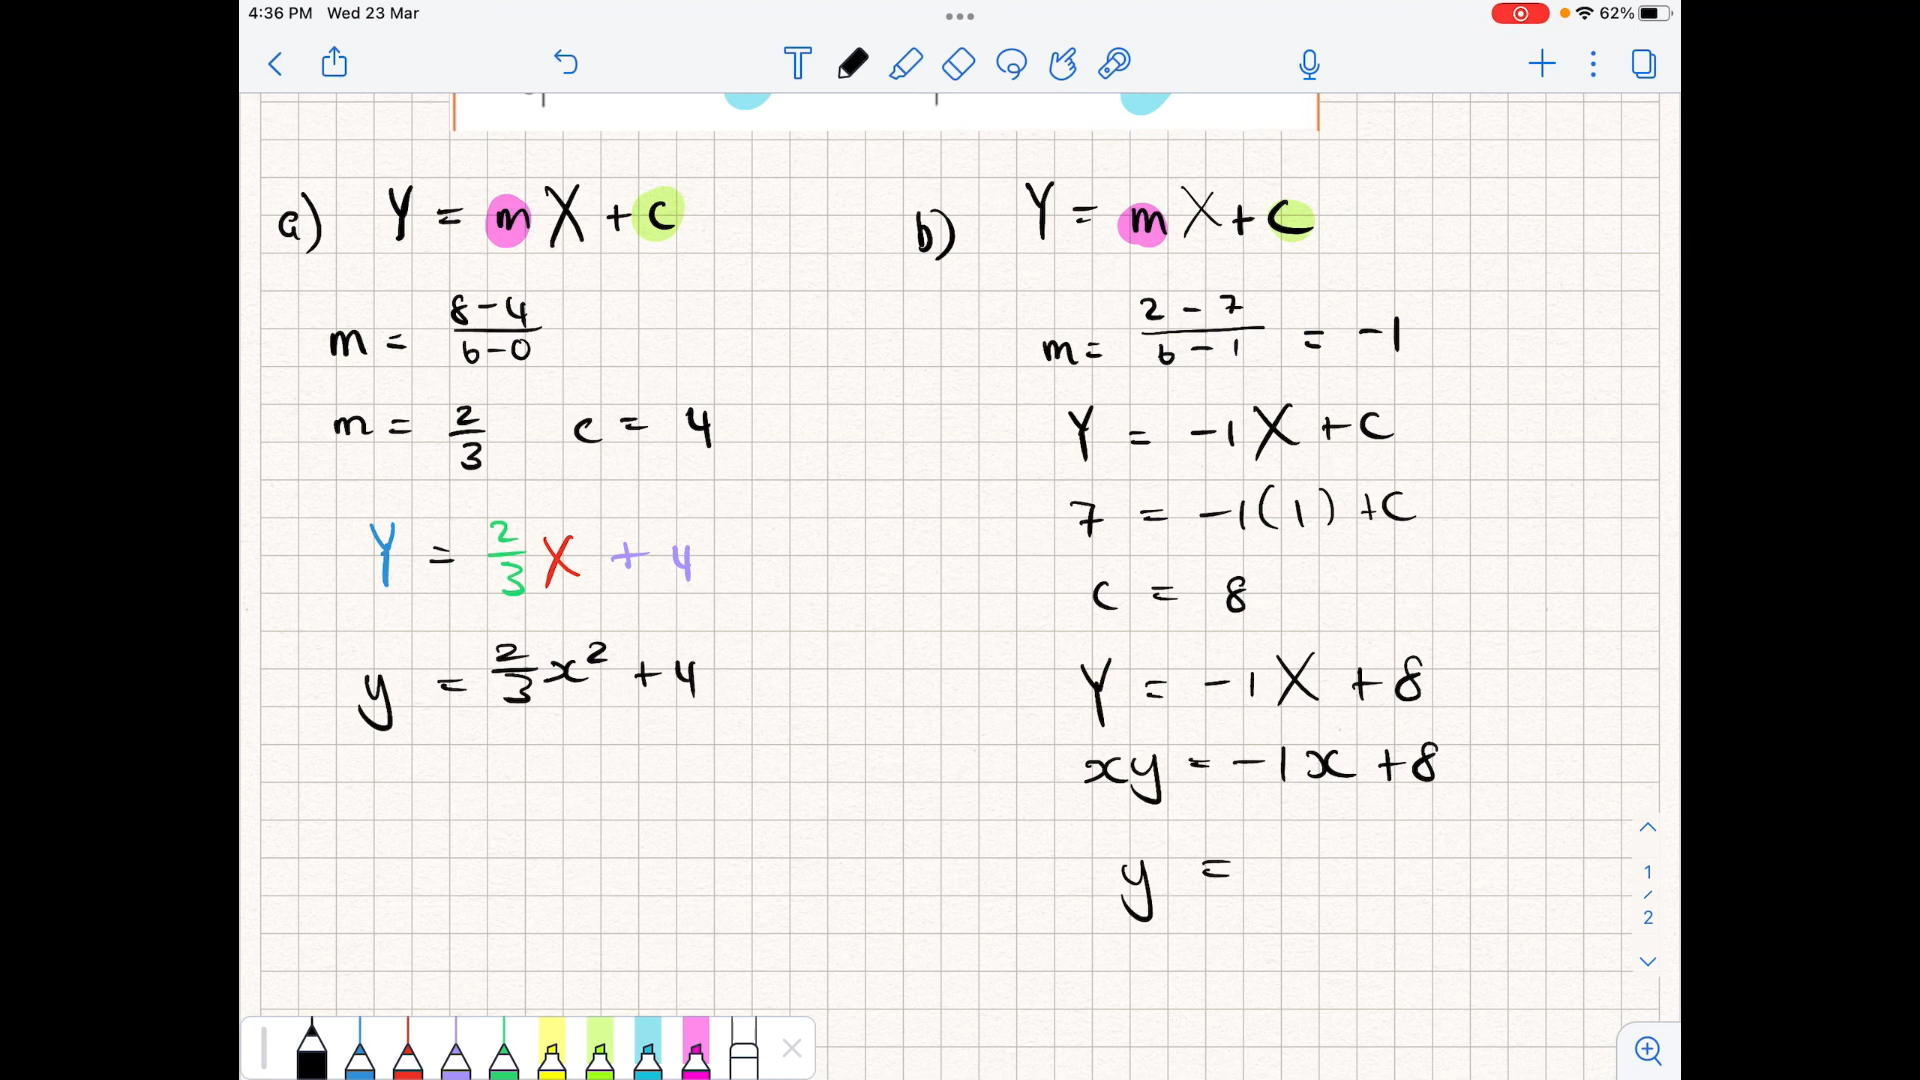 4:36 PM Wed 23 Mar
62%
T
a) Y = mX + c
m = 8-4/6-0
m = 2/3 c = 4
Y = 2/3 X + 4
y = 2/3 x² + 4
b) Y = mX + c
m = 2 - 7/6 - 1 = -1
Y = -1X + C
7 = -1(1) + C
c = 8
Y = -1X + 8
xy = -1x + 8
y =
1
/
2